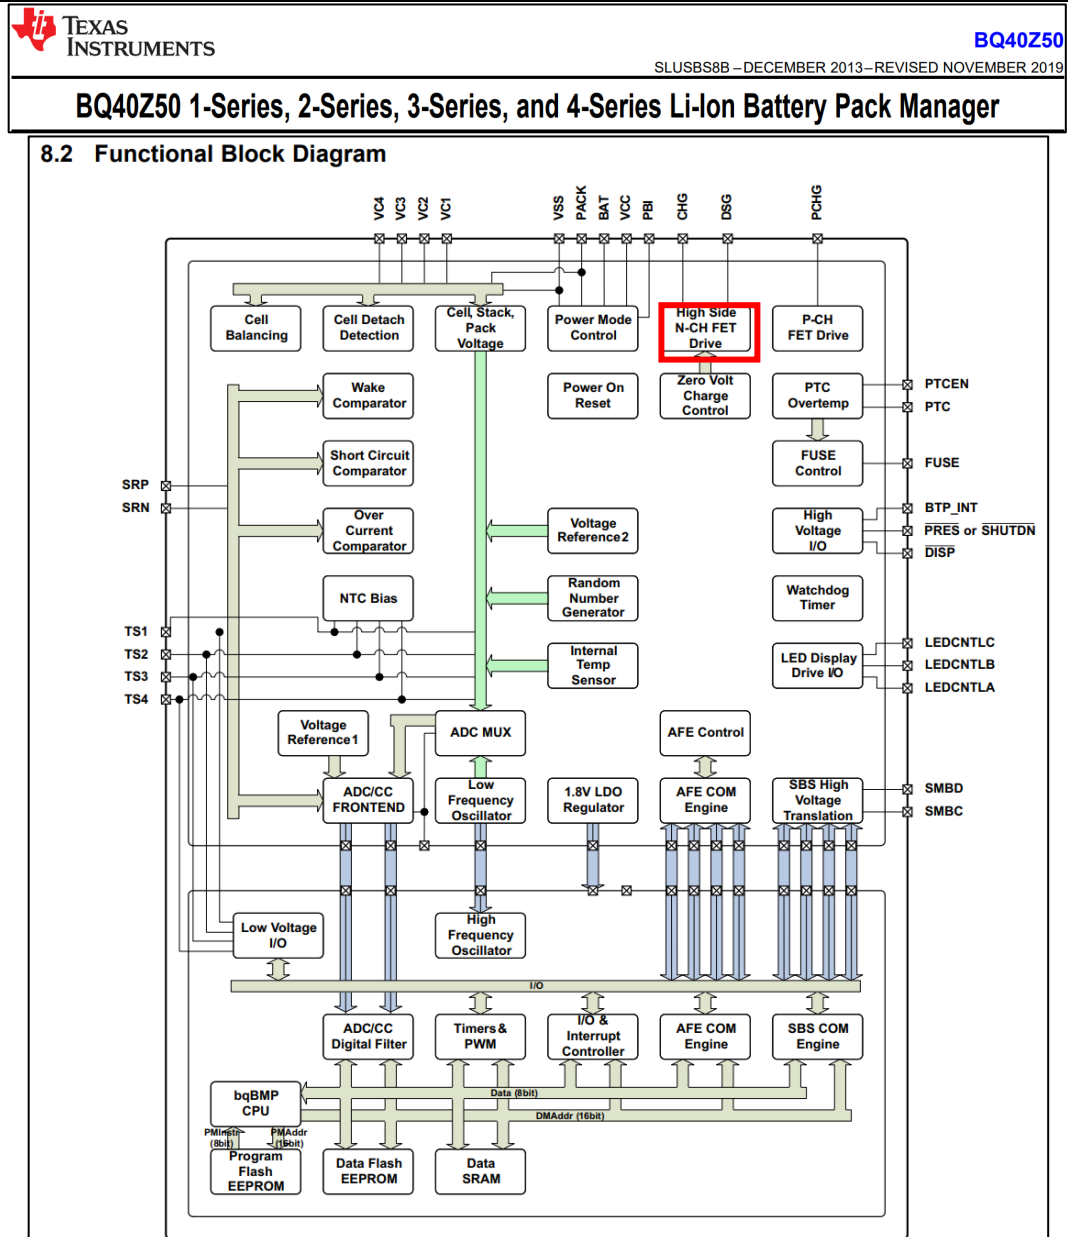 TEXAS
INSTRUMENTS
BQ40Z50
SLUSBS8B – DECEMBER 2013 – REVISED NOVEMBER 2019
BQ40Z50 1-Series, 2-Series, 3-Series, and 4-Series Li-Ion Battery Pack Manager
8.2 Functional Block Diagram
VC4
VC3
VC2
VC1
VSS
PACK
BAT
VCC
PBI
CHG
DSG
PCHG
Cell
Balancing
Cell Detach
Detection
Cell, Stack,
Pack
Voltage
Power Mode
Control
High Side
N-CH FET
Drive
P-CH
FET Drive
Wake
Comparator
Power On
Reset
Zero Volt
Charge
Control
PTC
Overtemp
PTCEN
PTC
Short Circuit
Comparator
FUSE
Control
FUSE
SRP
SRN
Over
Current
Comparator
Voltage
Reference2
High
Voltage
I/O
BTP_INT
PRES or SHUTDN
DISP
NTC Bias
Random
Number
Generator
Watchdog
Timer
TS1
TS2
TS3
TS4
Internal
Temp
Sensor
LED Display
Drive I/O
LEDCNTLC
LEDCNTLB
LEDCNTLA
Voltage
Reference1
ADC MUX
AFE Control
ADC/CC
FRONTEND
Low
Frequency
Oscillator
1.8V LDO
Regulator
AFE COM
Engine
SBS High
Voltage
Translation
SMBD
SMBC
Low Voltage
I/O
High
Frequency
Oscillator
I/O
ADC/CC
Digital Filter
Timers &
PWM
I/O &
Interrupt
Controller
AFE COM
Engine
SBS COM
Engine
bqBMP
CPU
Data (8bit)
DMAddr (16bit)
PMInstr
(8bit)
PMAddr
(16bit)
Program
Flash
EEPROM
Data Flash
EEPROM
Data
SRAM